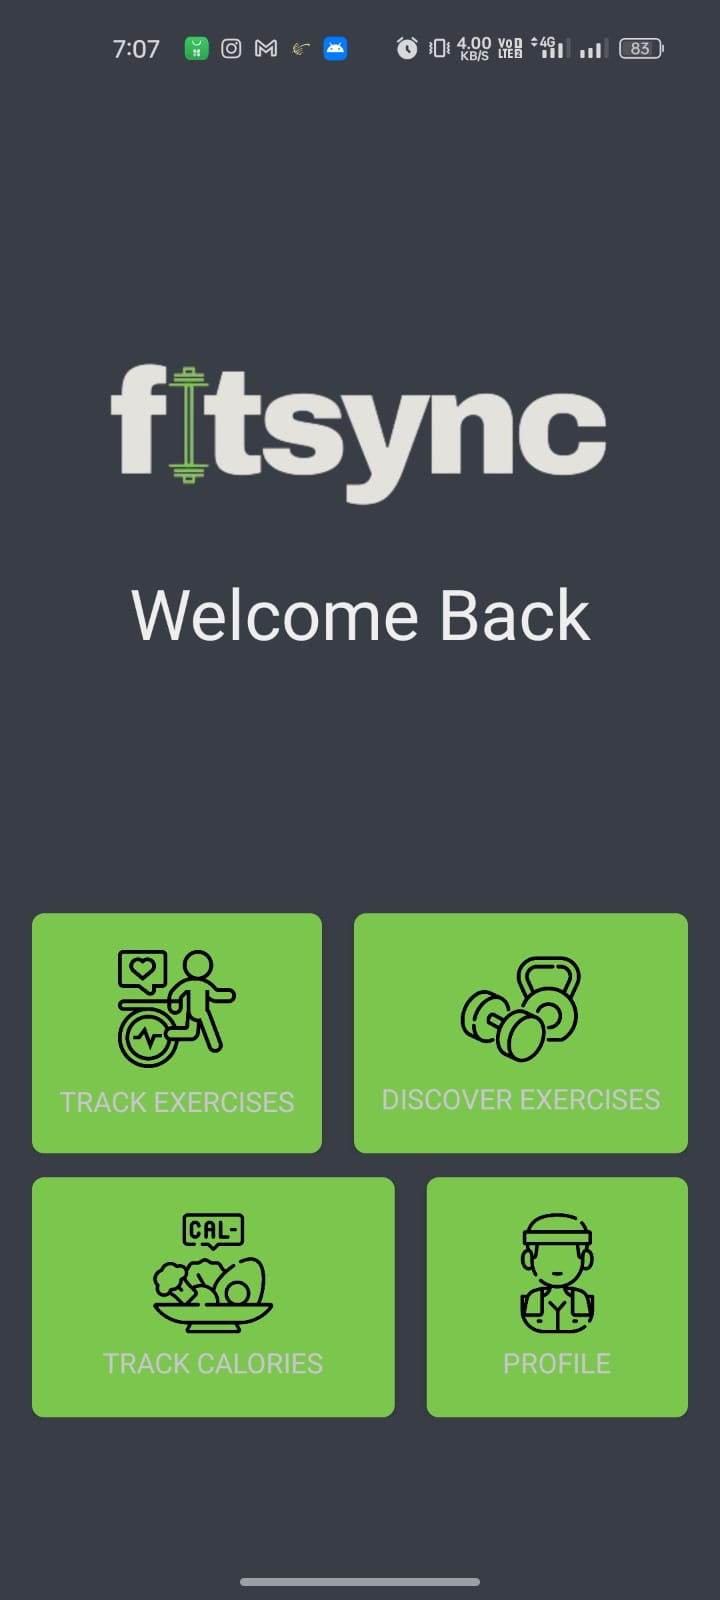 7:07
4.00 KB/S
VoD LTE2
4G
83
fitsync
Welcome Back
TRACK EXERCISES
DISCOVER EXERCISES
CAL-
TRACK CALORIES
PROFILE